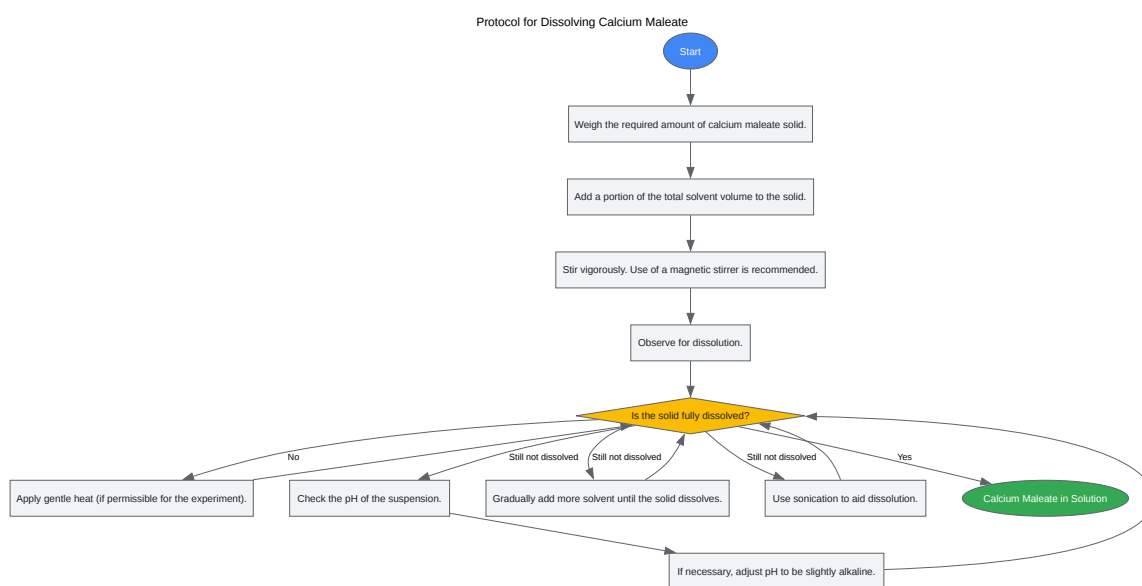 Protocol for Dissolving Calcium Maleate
Start
Weigh the required amount of calcium maleate solid.
Add a portion of the total solvent volume to the solid.
Stir vigorously. Use of a magnetic stirrer is recommended.
Observe for dissolution.
Is the solid fully dissolved?
No
Still not dissolved
Still not dissolved
Still not dissolved
Yes
Apply gentle heat (if permissible for the experiment).
Check the pH of the suspension.
Gradually add more solvent until the solid dissolves.
Use sonication to aid dissolution.
Calcium Maleate in Solution
If necessary, adjust pH to be slightly alkaline.